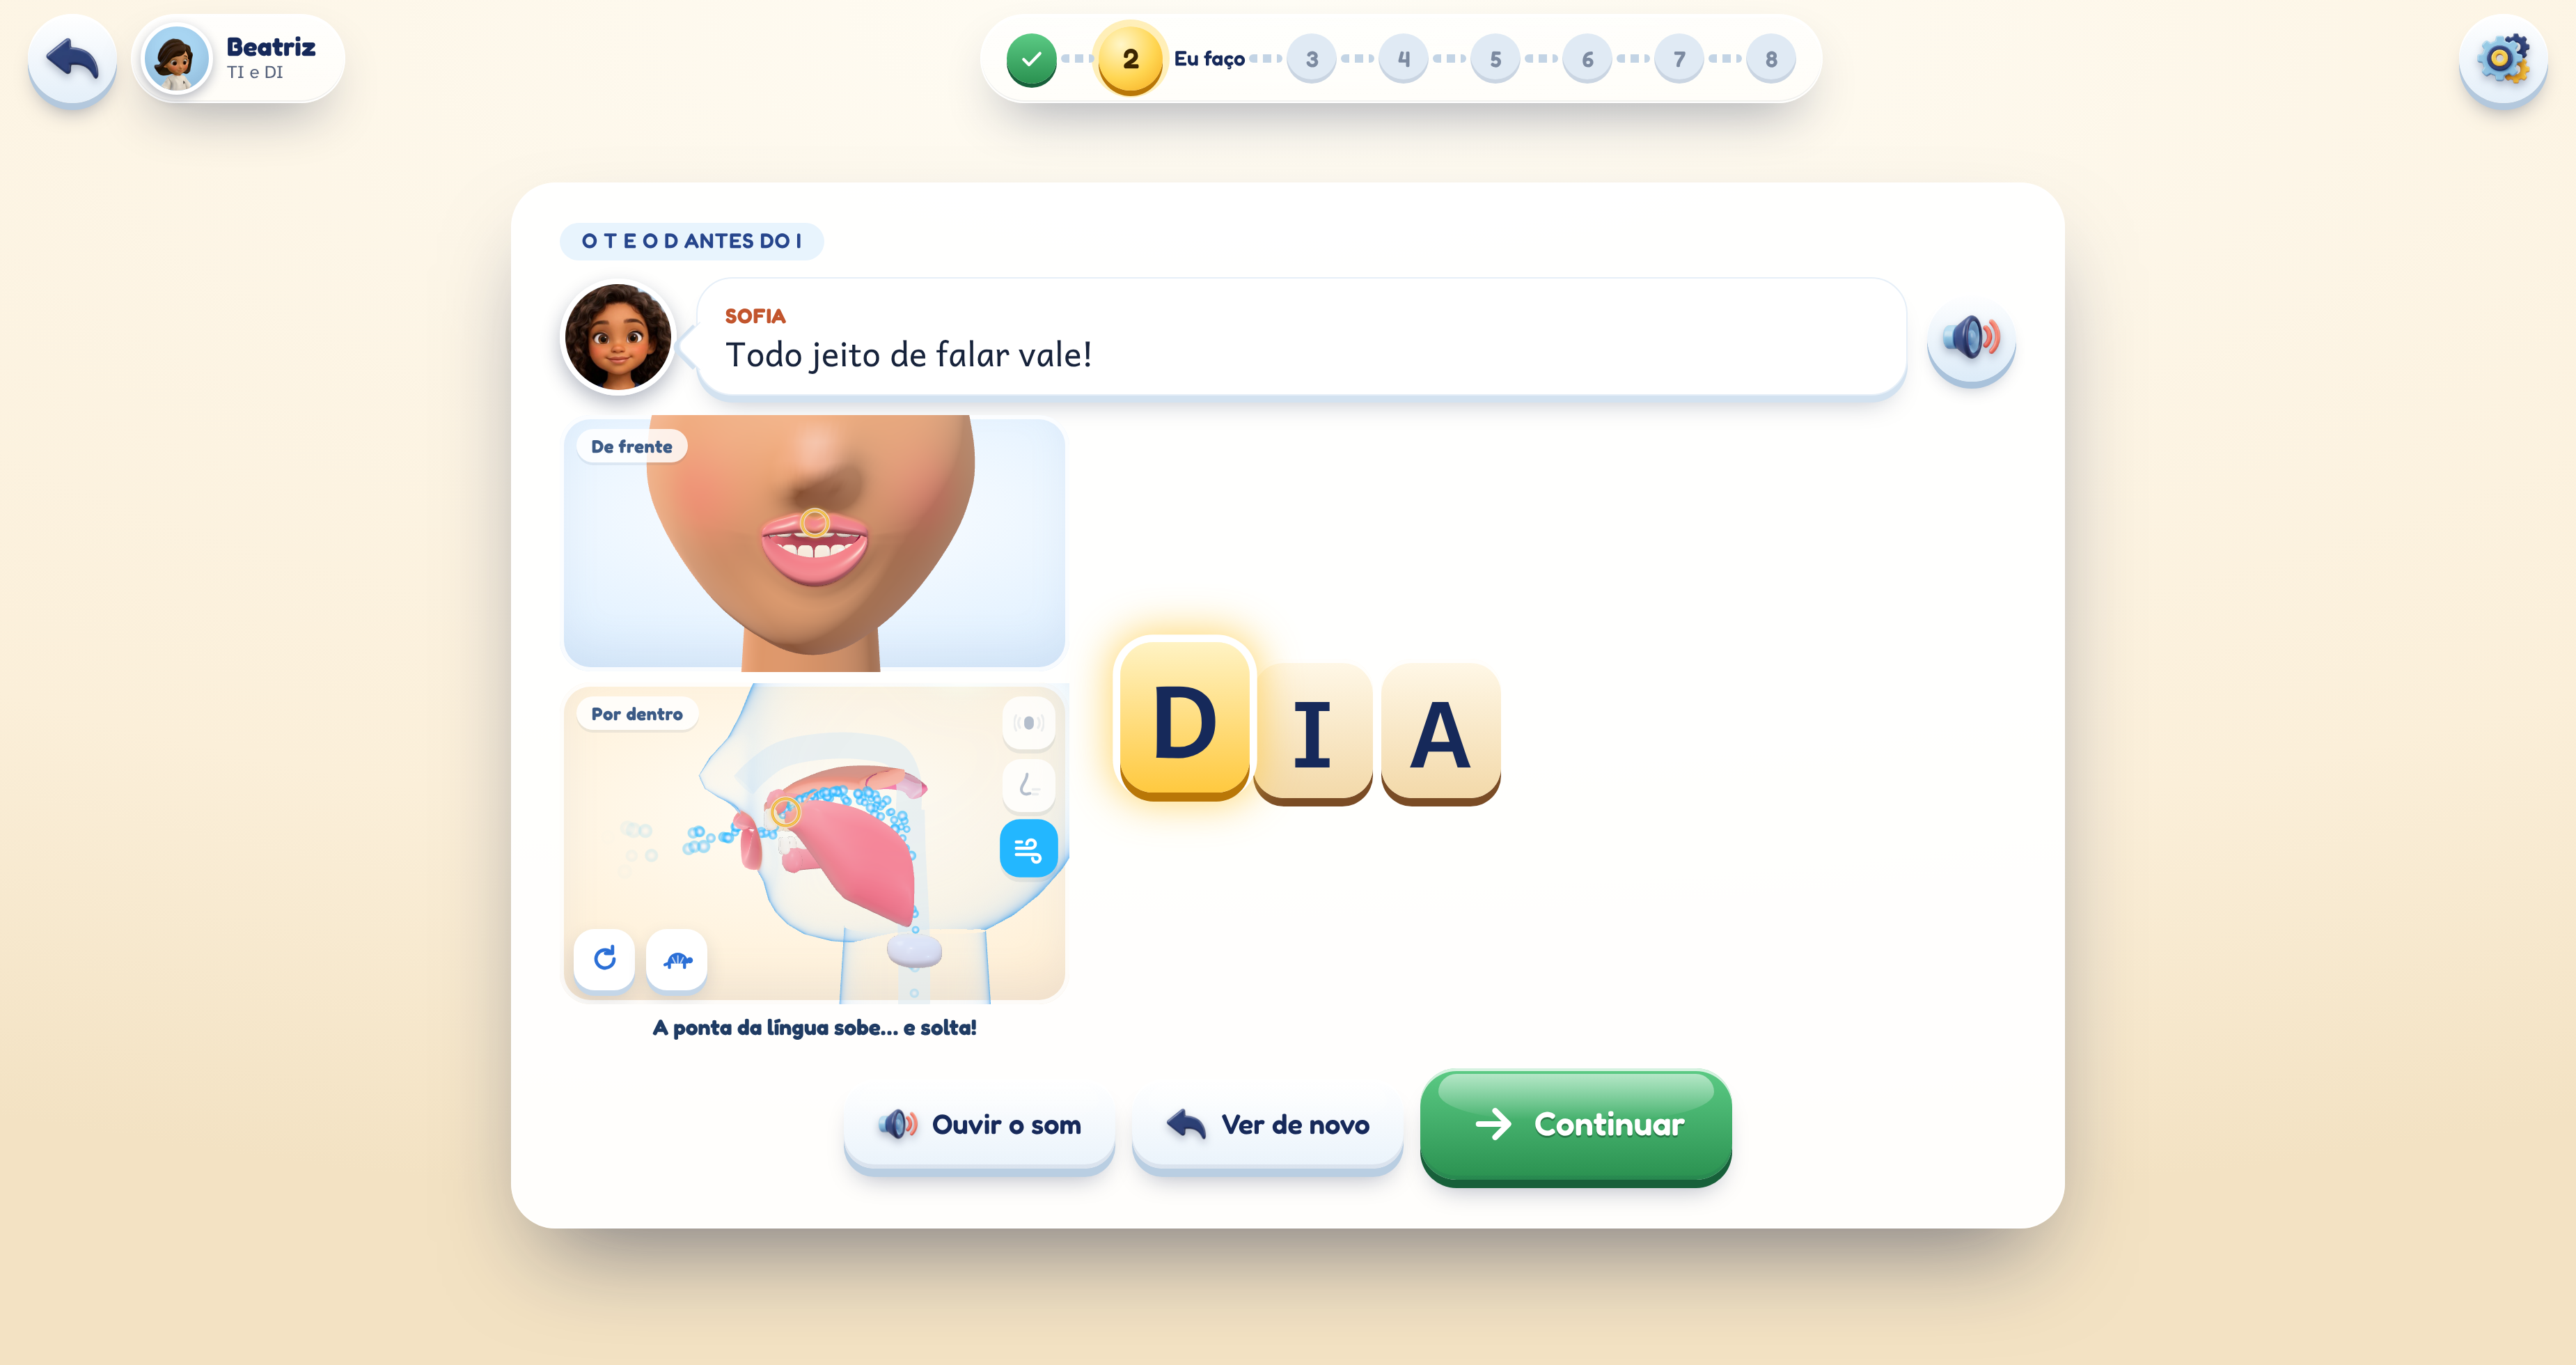 Beatriz
TI e DI
2
Eu faço
3
4
5
6
7
8
O T E O D ANTES DO I
SOFIA
Todo jeito de falar vale!
De frente
Por dentro
D I A
A ponta da língua sobe... e solta!
Ouvir o som
Ver de novo
Continuar